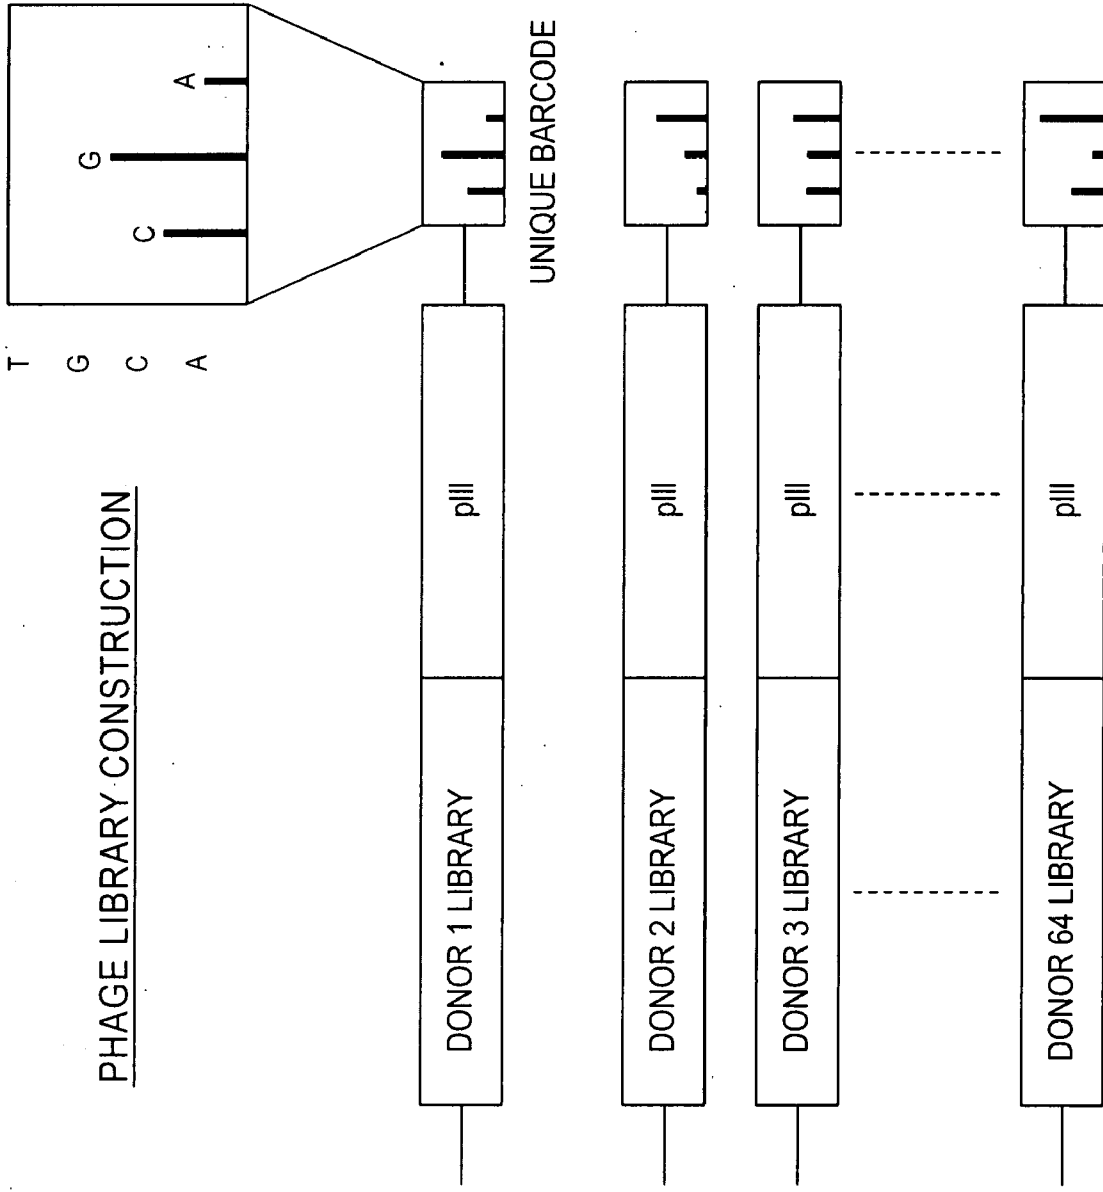 PHAGE LIBRARY CONSTRUCTION
T
G
C
A
C
G
A
DONOR 1 LIBRARY
pIII
UNIQUE BARCODE
DONOR 2 LIBRARY
pIII
DONOR 3 LIBRARY
pIII
DONOR 64 LIBRARY
pIII